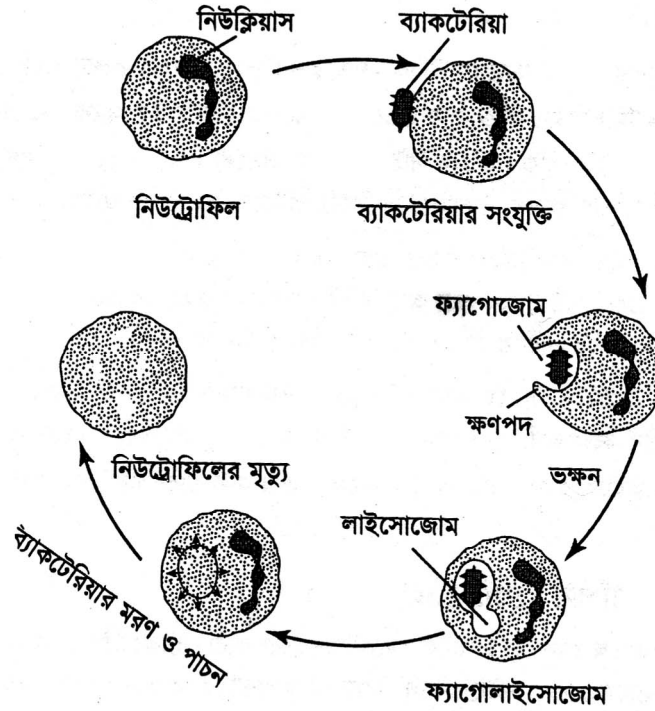 নিউক্লিয়াস
ব্যাকটেরিয়া
নিউট্রোফিল
ব্যাকটেরিয়ার সংযুক্তি
ফ্যাগোজোম
ক্ষণপদ
ভক্ষন
লাইসোজোম
ফ্যাগোলাইসোজোম
ব্যাকটেরিয়ার মরণ ও পাচন
নিউট্রোফিলের মৃত্যু